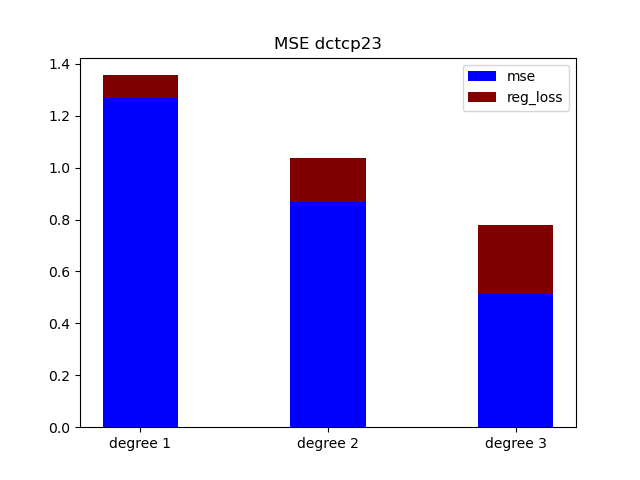 MSE dctcp23
mse
reg_loss
1.4
1.2
1.0
0.8
0.6
0.4
0.2
0.0
degree 1
degree 2
degree 3